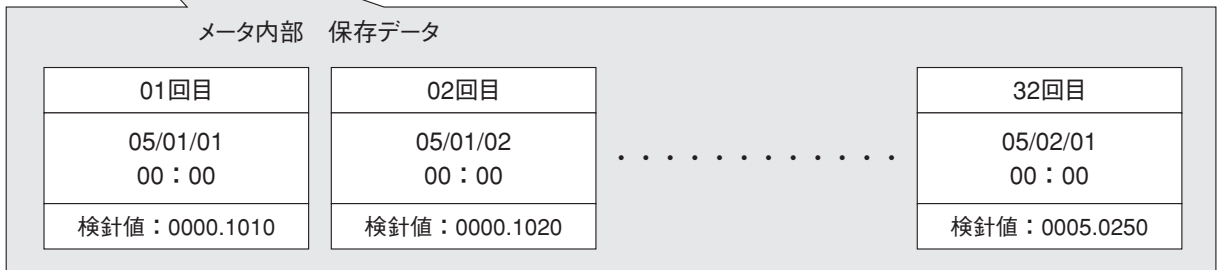 メータ内部　保存データ
01回目
05/01/01
00：00
検針値：0000.1010
02回目
05/01/02
00：00
検針値：0000.1020
・・・・・・・・・・・・
32回目
05/02/01
00：00
検針値：0005.0250